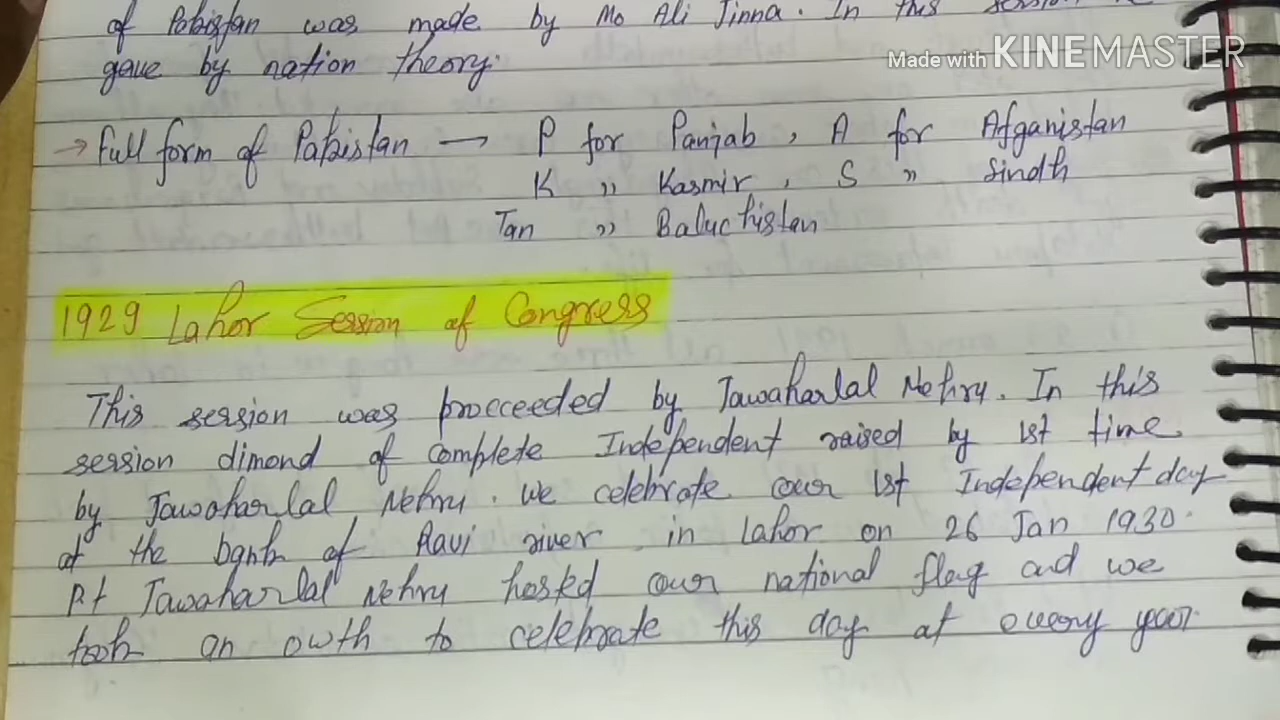 of Pakistan was made by Mo Ali Jinna. In this session
gave by nation theory.
Made with KINEMASTER
→ Full form of Pakistan → P for Panjab, A for Afganistan
K " Kasmir, S " Sindh
Tan " Baluchistan
1929 Lahor Session of Congress
This session was procceeded by Jawaharlal Nehru. In this
session dimond of complete Independent raised by 1st time
by Jawaharlal Nehru. We celebrate our 1st Independent day
at the bank of Ravi river in Lahor on 26 Jan 1930.
Pt Jawaharlal Nehru hosted our national flag and we
took an owth to celebrate this day at every year.